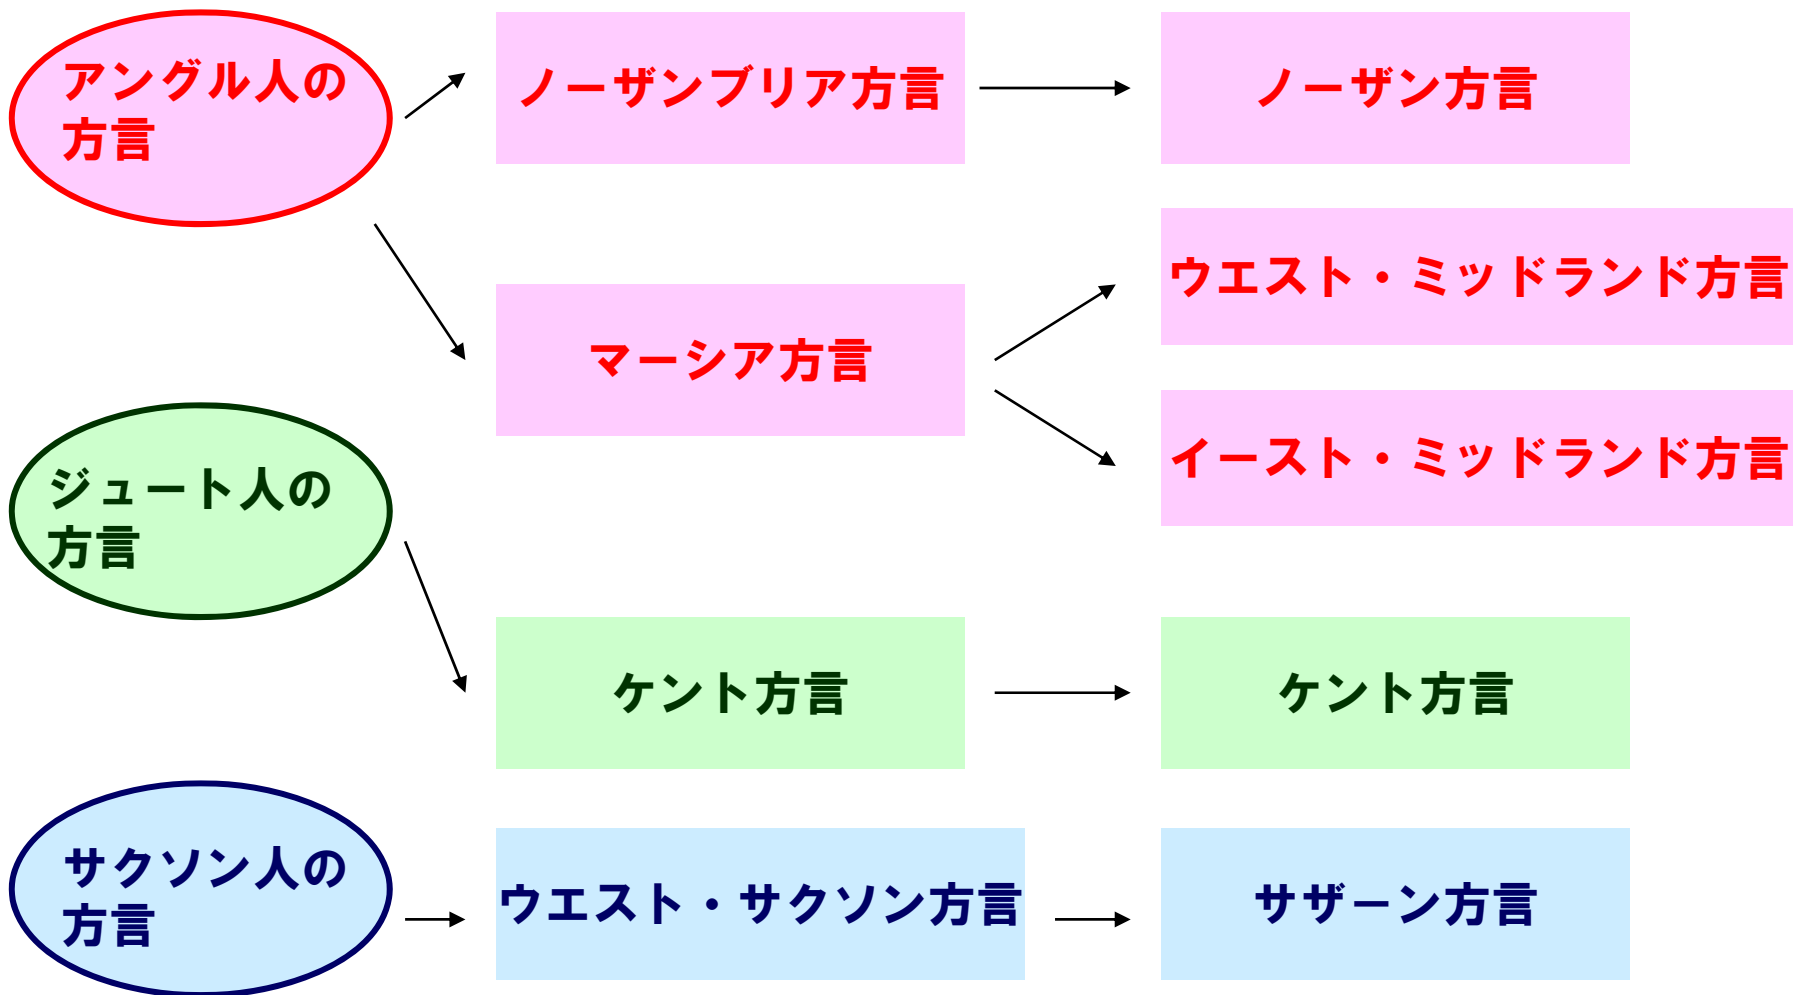 アングル人の
方言
ノーザンブリア方言
ノーザン方言
マーシア方言
ウエスト・ミッドランド方言
イースト・ミッドランド方言
ジュート人の
方言
ケント方言
ケント方言
サクソン人の
方言
ウエスト・サクソン方言
サザーン方言